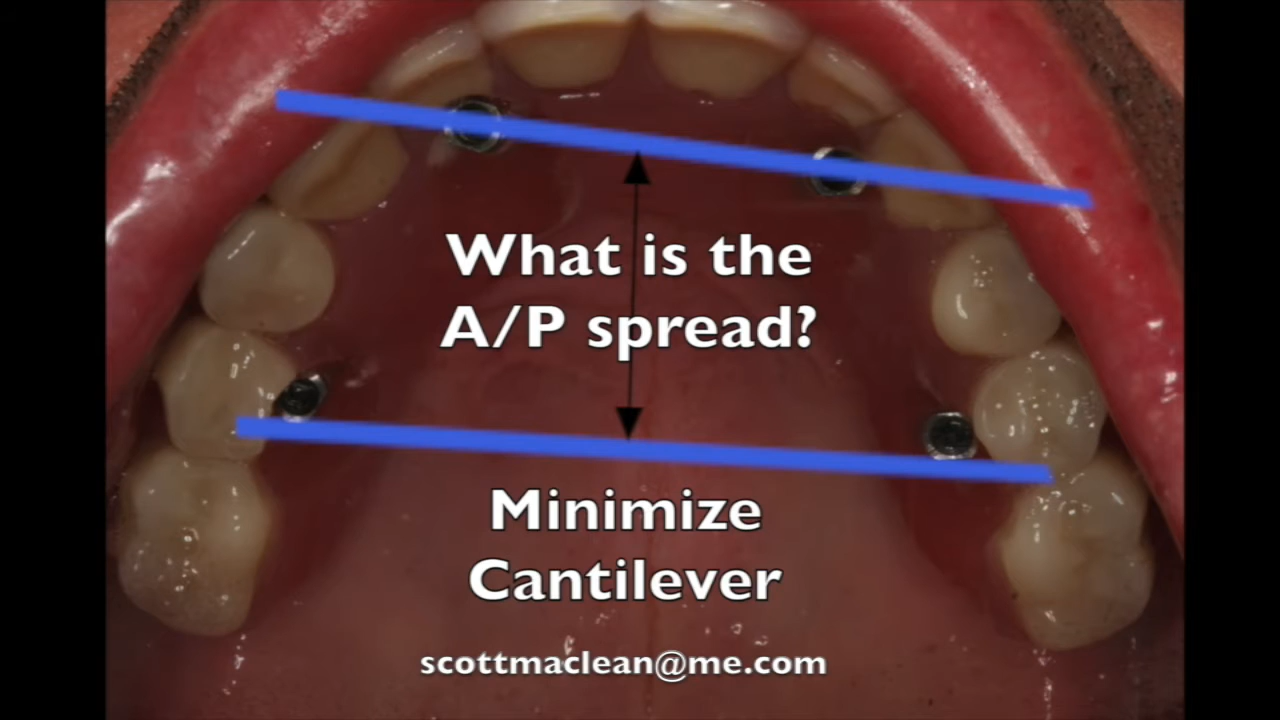 What is the
A/P spread?
Minimize
Cantilever
scottmaclean@me.com